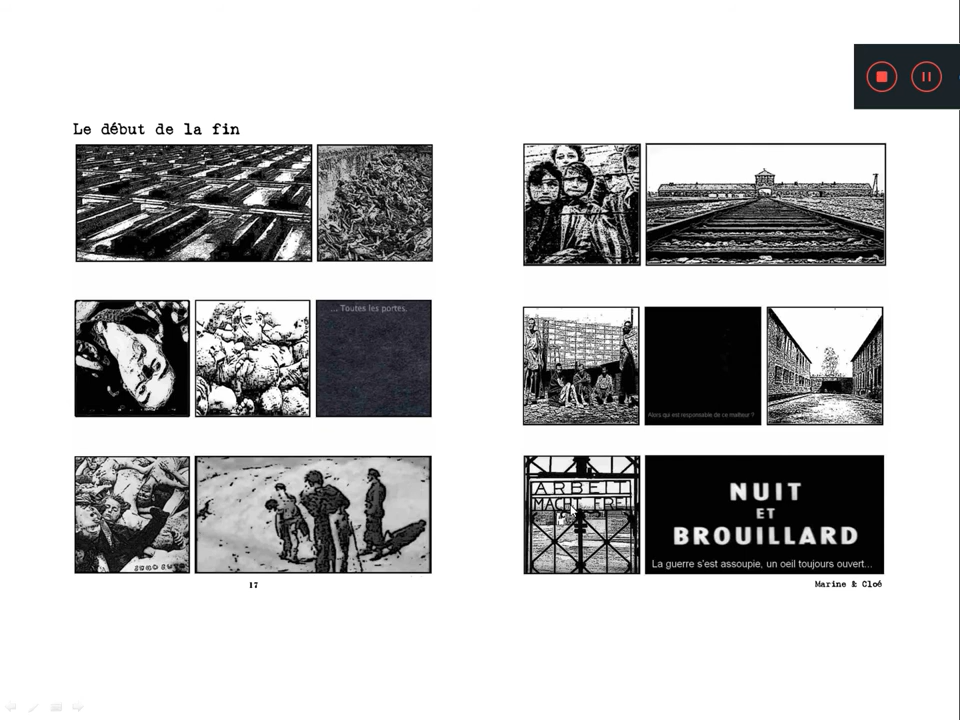 Le début de la fin
... Toutes les portes.
17
Alors qui est responsable de ce malheur ?
ARBEIT
MACHT FREI
NUIT
ET
BROUILLARD
La guerre s'est assoupie, un oeil toujours ouvert...
Marine & Cloé